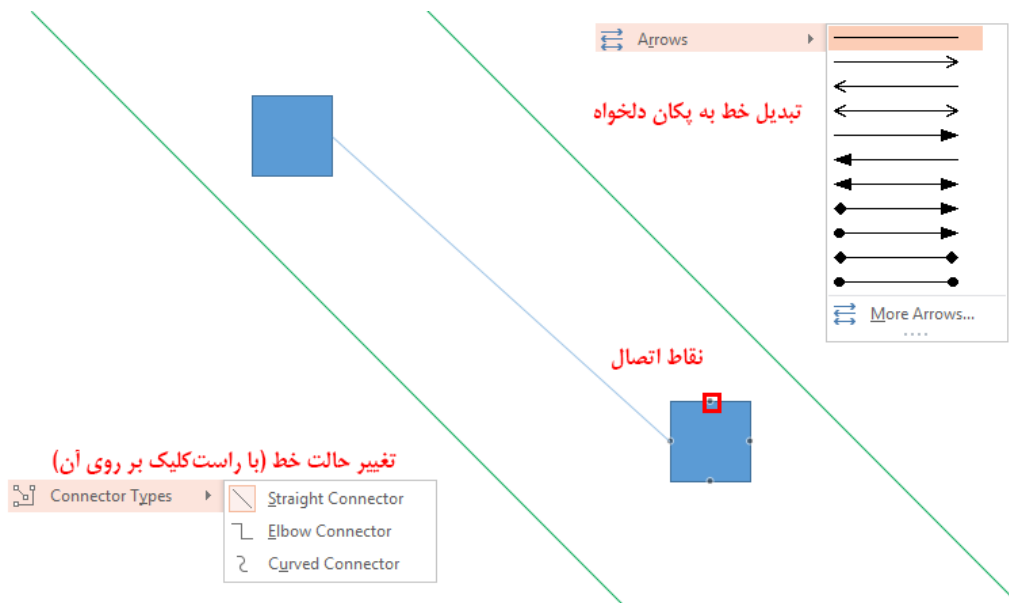 Arrows
تبدیل خط به پکان دلخواه
More Arrows...
نقاط اتصال
تغییر حالت خط (با راست‌کلیک بر روی آن)
Connector Types
Straight Connector
Elbow Connector
Curved Connector